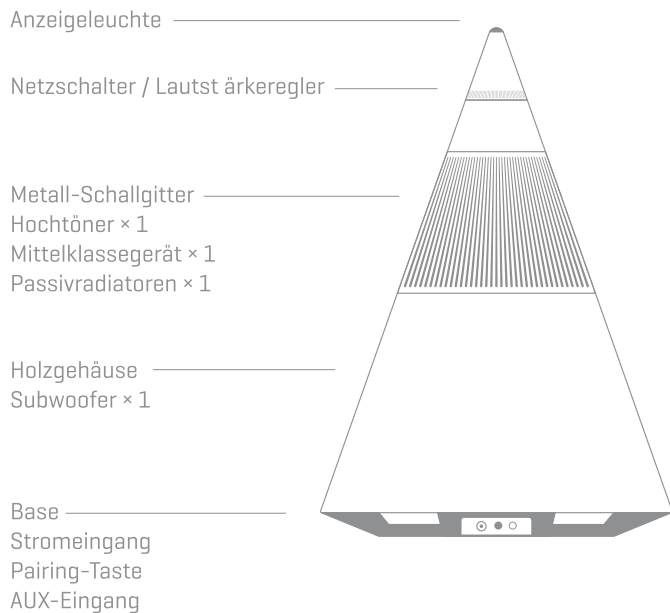 Anzeigeleuchte
Netzschalter / Lautst ärkeregler
Metall-Schallgitter
Hochtöner × 1
Mittelklassegerät × 1
Passivradiatoren × 1
Holzgehäuse
Subwoofer × 1
Base
Stromeingang
Pairing-Taste
AUX-Eingang